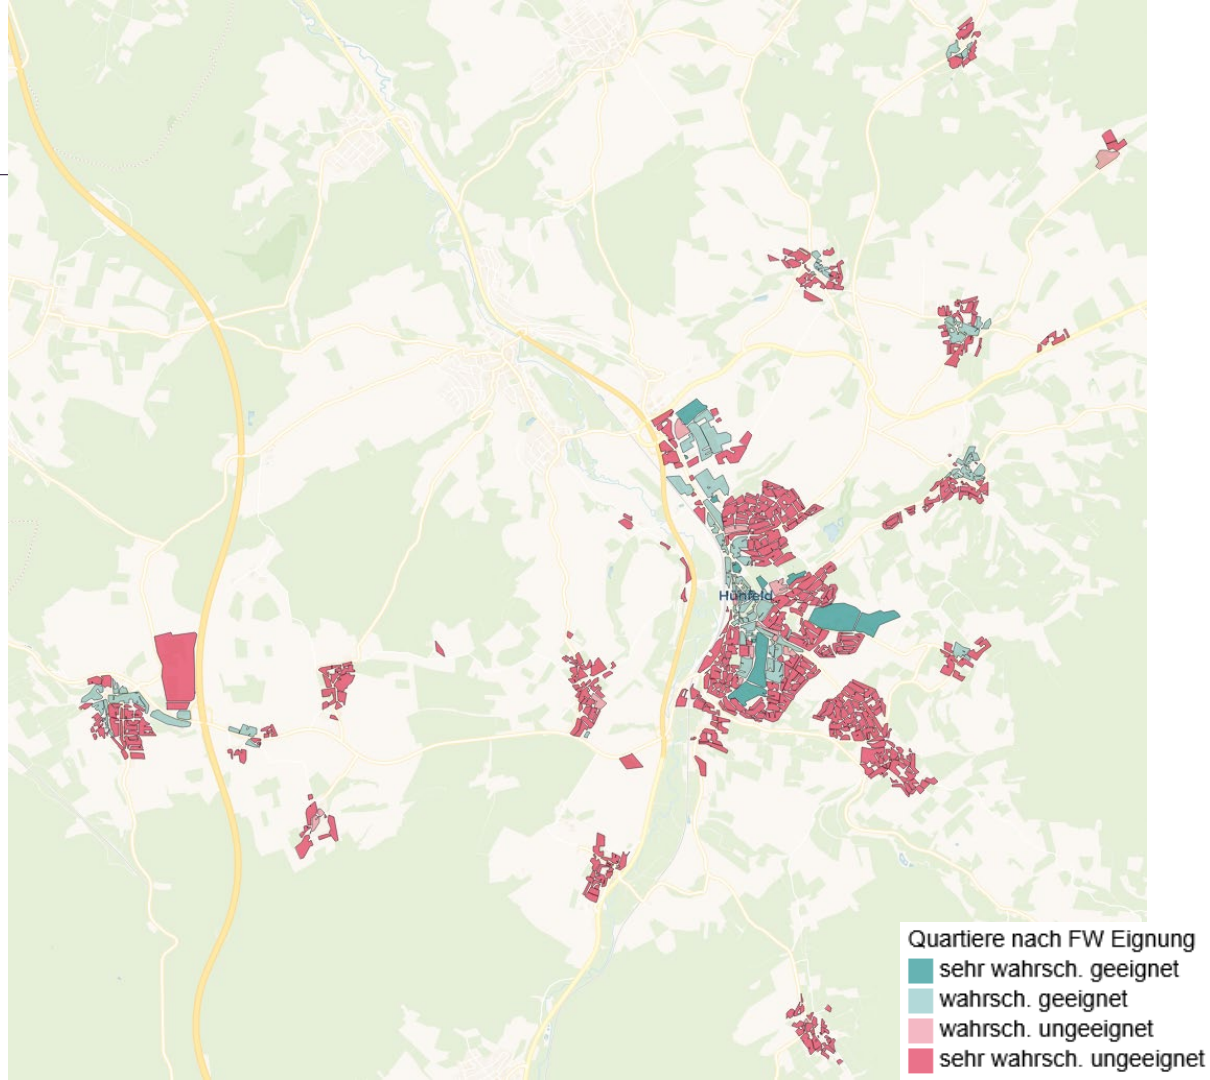 Hünfeld
Quartiere nach FW Eignung
sehr wahrsch. geeignet
wahrsch. geeignet
wahrsch. ungeeignet
sehr wahrsch. ungeeignet